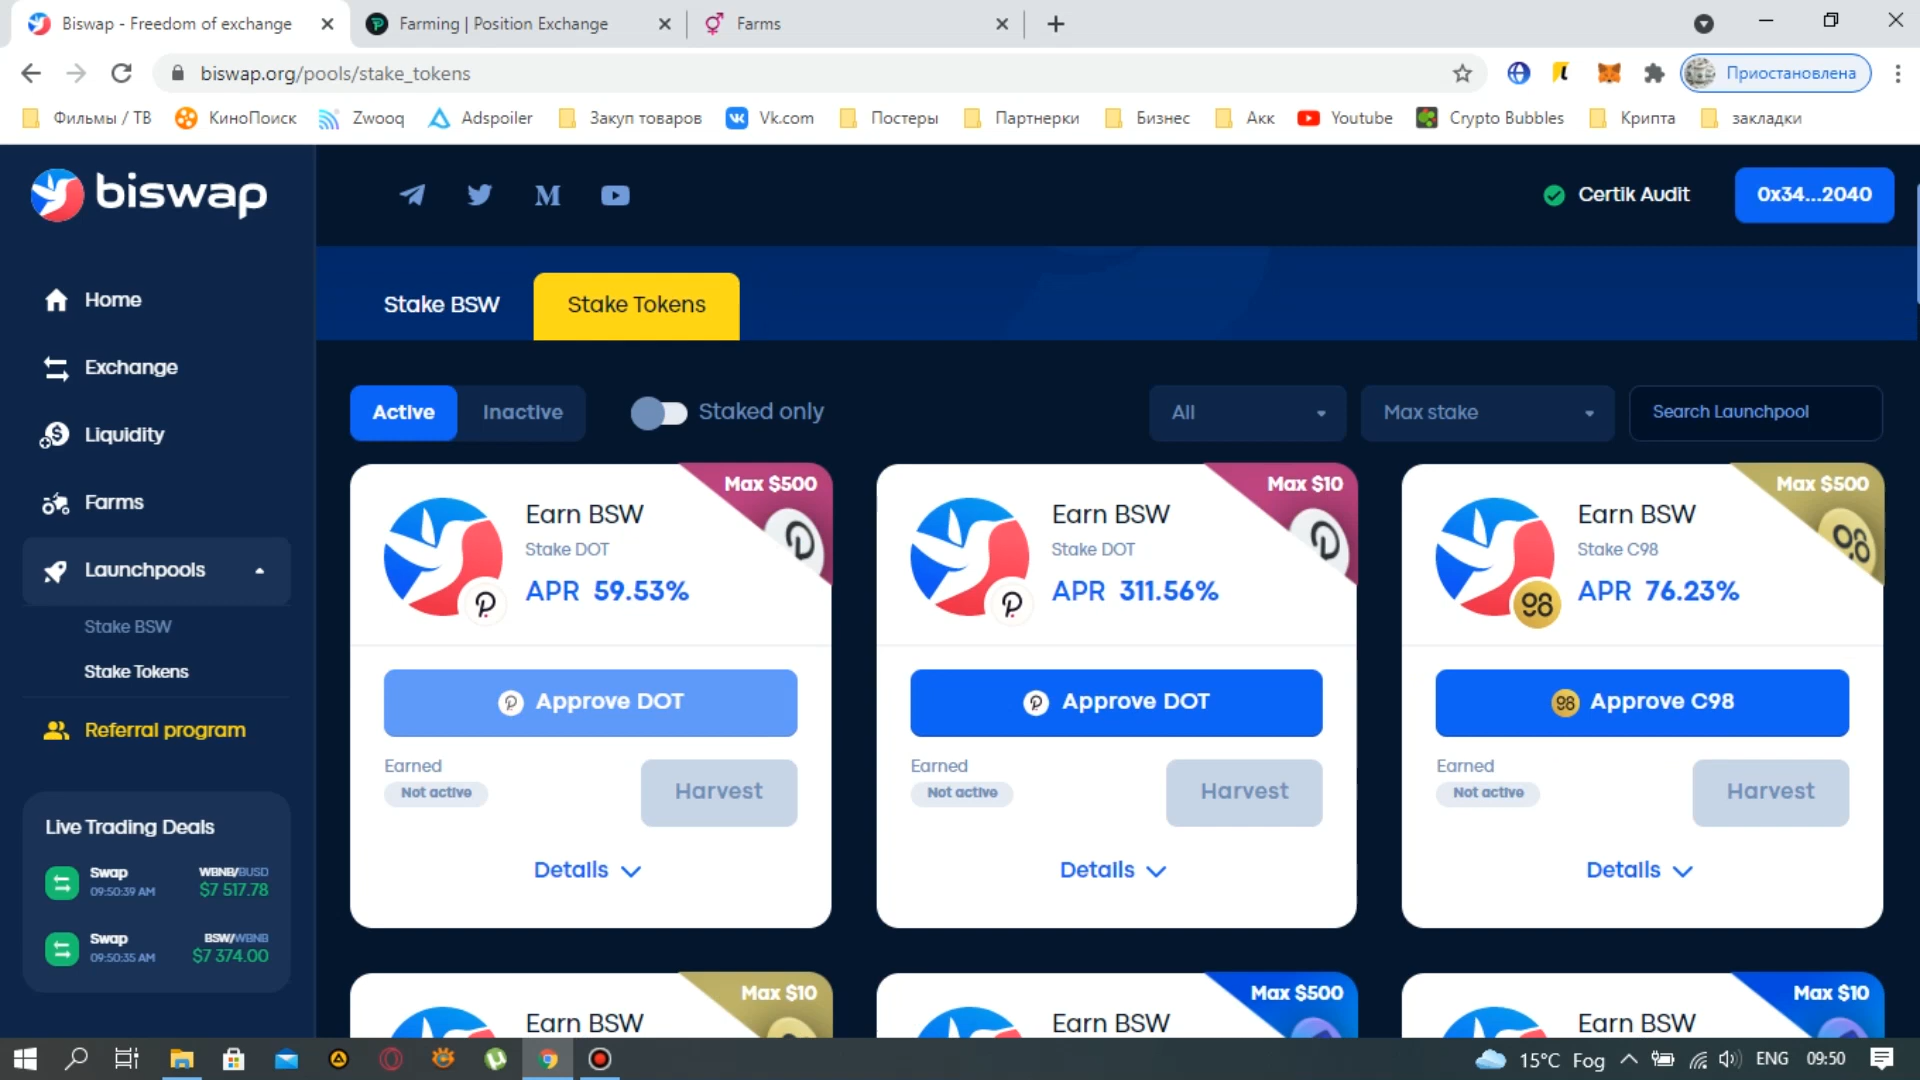 Biswap - Freedom of exchange
Farming | Position Exchange
Farms
biswap.org/pools/stake_tokens
Приостановлена
Фильмы / ТВ
КиноПоиск
Zwooq
Adspoiler
Закуп товаров
Vk.com
Постеры
Партнерки
Бизнес
Акк
Youtube
Crypto Bubbles
Крипта
закладки
biswap
Certik Audit
0x34...2040
Home
Exchange
Liquidity
Farms
Launchpools
Stake BSW
Stake Tokens
Referral program
Live Trading Deals
Swap
WBNB/BUSD
09:50:39 AM
$7 517.78
Swap
BSW/WBNB
09:50:35 AM
$7 374.00
Stake BSW
Stake Tokens
Active
Inactive
Staked only
All
Max stake
Search Launchpool
Max $500
Earn BSW
Stake DOT
APR 59.53%
Approve DOT
Earned
Not active
Harvest
Details
Max $10
Earn BSW
Stake DOT
APR 311.56%
Approve DOT
Earned
Not active
Harvest
Details
Max $500
Earn BSW
Stake C98
APR 76.23%
Approve C98
Earned
Not active
Harvest
Details
Max $10
Earn BSW
Max $500
Earn BSW
Max $10
Earn BSW
15°C Fog
ENG
09:50